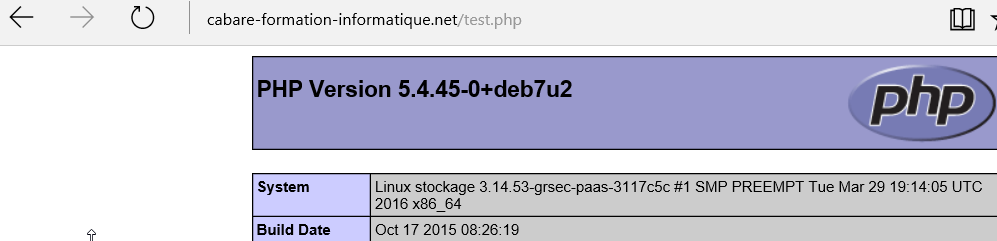 cabare-formation-informatique.net/test.php
PHP Version 5.4.45-0+deb7u2
php
System
Linux stockage 3.14.53-grsec-paas-3117c5c #1 SMP PREEMPT Tue Mar 29 19:14:05 UTC
2016 x86_64
Build Date
Oct 17 2015 08:26:19